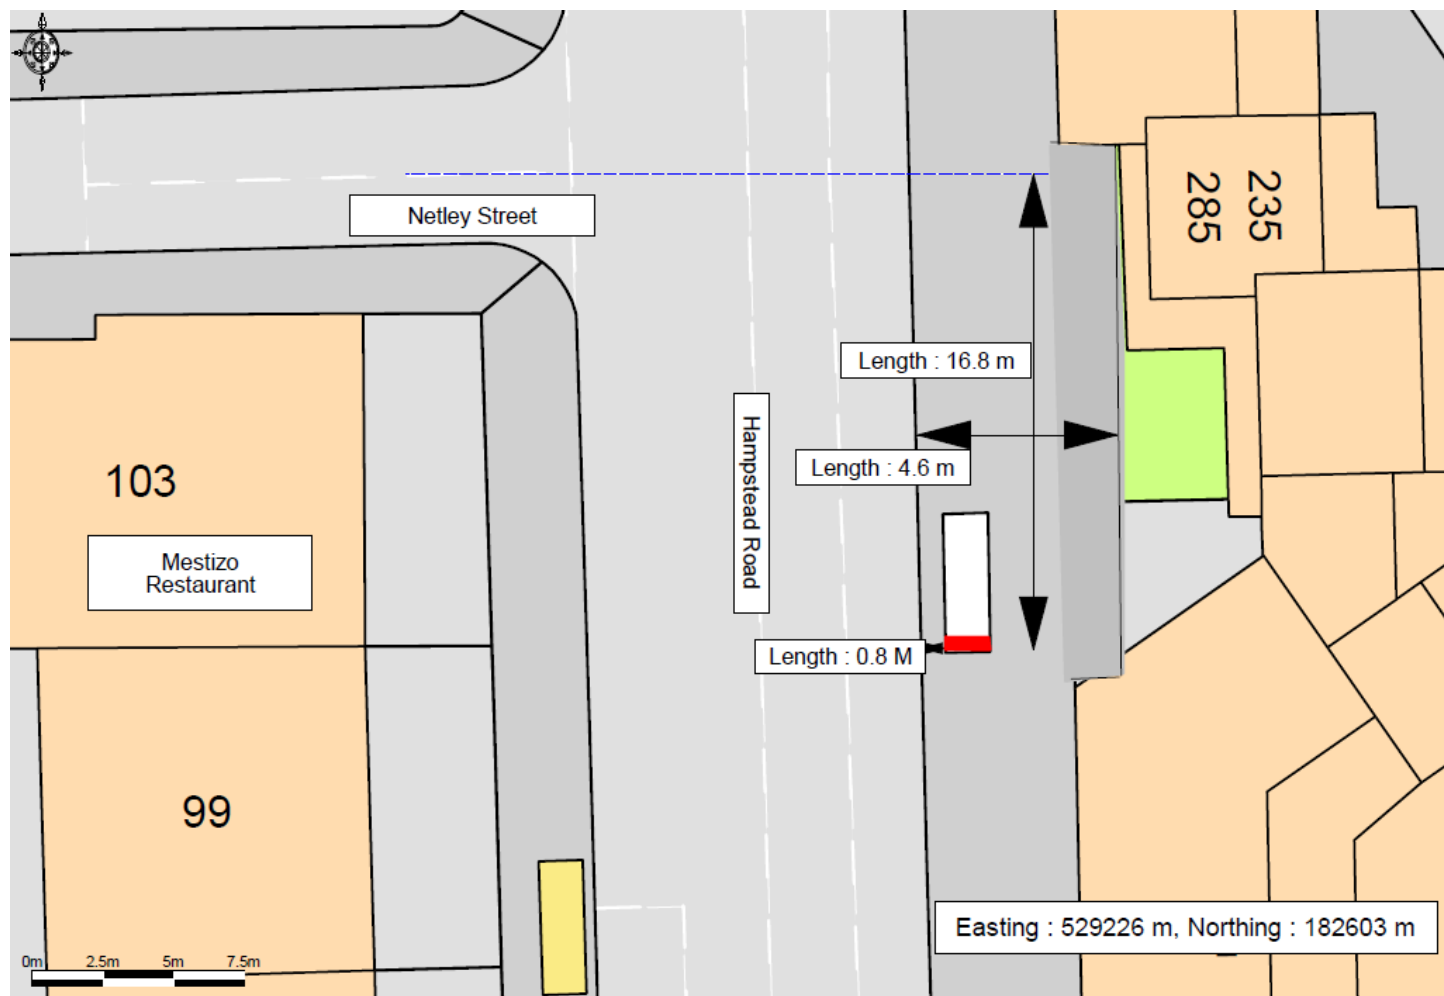 Netley Street
235
285
Length : 16.8 m
Hampstead Road
Length : 4.6 m
103
Mestizo
Restaurant
Length : 0.8 M
99
Easting : 529226 m, Northing : 182603 m
0m 2.5m 5m 7.5m